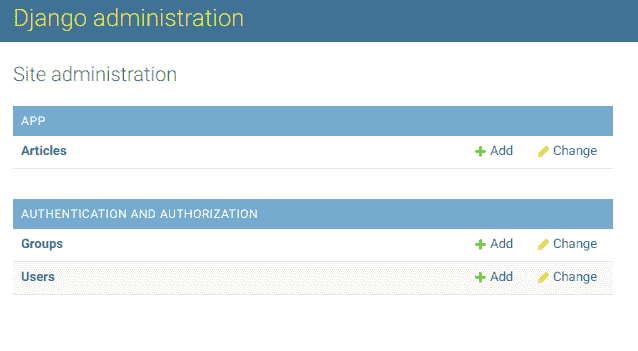 Django administration
Site administration
APP
Articles Add Change
AUTHENTICATION AND AUTHORIZATION
Groups Add Change
Users Add Change